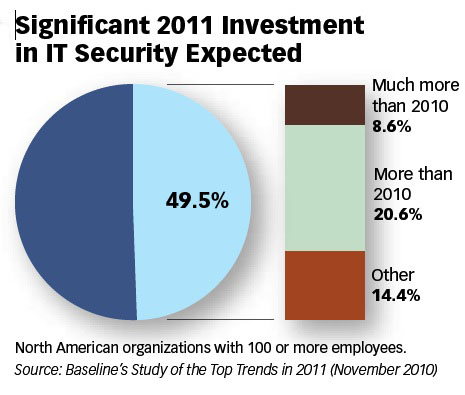 Significant 2011 Investment
in IT Security Expected
Much more
than 2010
8.6%
49.5%
More than
2010
20.6%
Other
14.4%
North American organizations with 100 or more employees.
Source: Baseline's Study of the Top Trends in 2011 (November 2010)